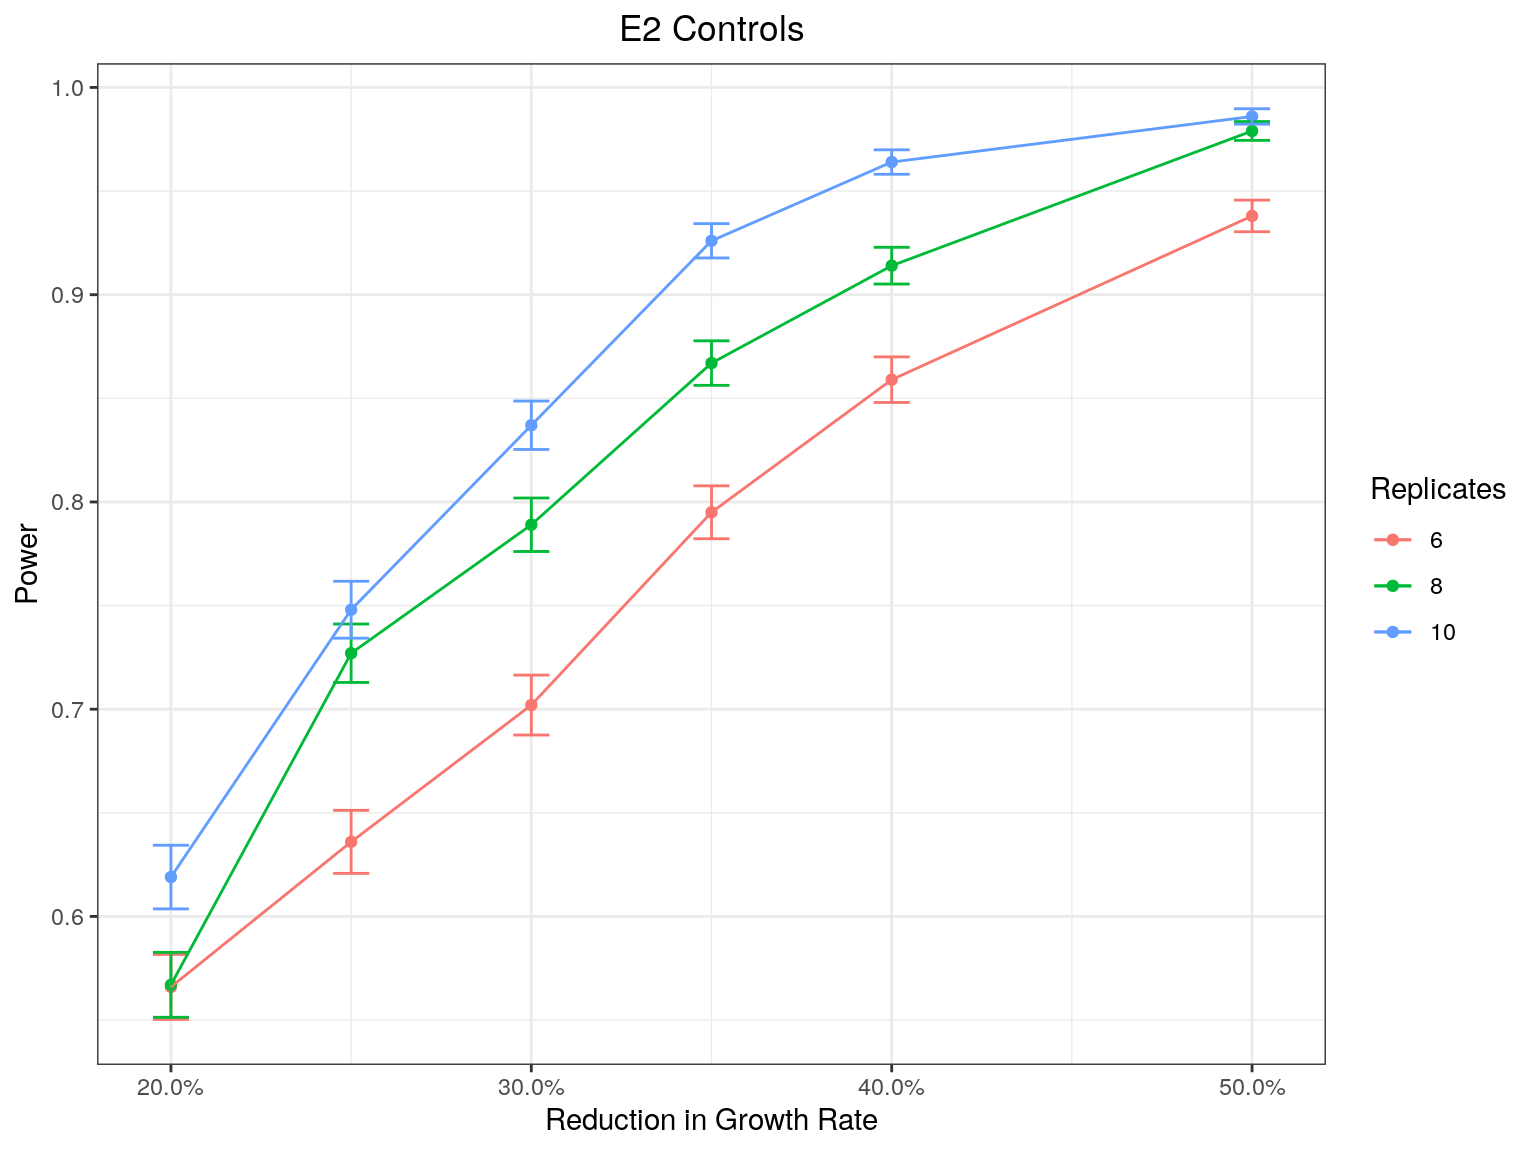 E2 Controls
1.0
0.9
0.8
0.7
0.6
Power
20.0% 30.0% 40.0% 50.0%
Reduction in Growth Rate
Replicates
6
8
10